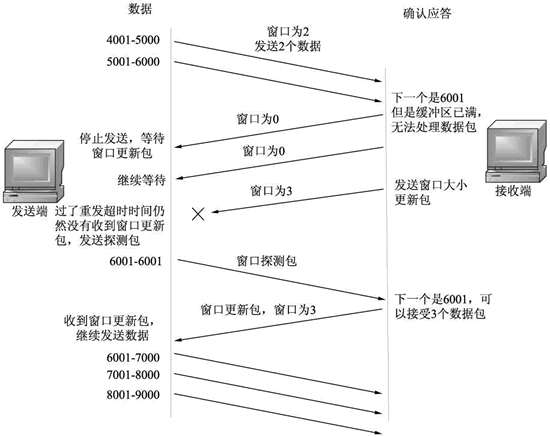 数据
确认应答
窗口为2
发送2个数据
4001-5000
5001-6000
下一个是6001
但是缓冲区已满，
无法处理数据包
窗口为0
停止发送，等待
窗口更新包
窗口为0
继续等待
发送端
接收端
窗口为3
发送窗口大小
更新包
过了重发超时时间仍
然没有收到窗口更新
包，发送探测包
6001-6001
窗口探测包
下一个是6001，可
以接受3个数据包
窗口更新包，窗口为3
收到窗口更新包，
继续发送数据
6001-7000
7001-8000
8001-9000